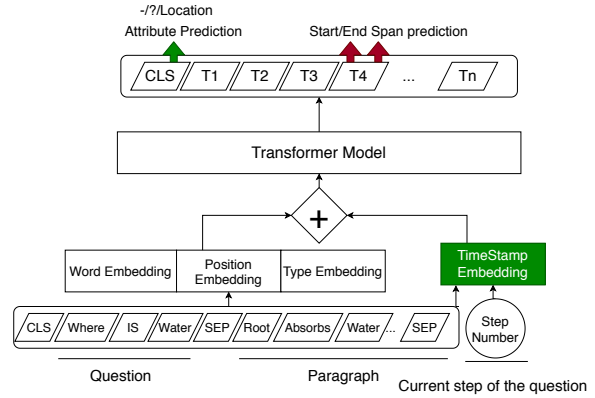 -/?/Location
Attribute Prediction
Start/End Span prediction
CLS T1 T2 T3 T4 ... Tn
Transformer Model
+
Word Embedding
Position Embedding
Type Embedding
TimeStamp
Embedding
CLS Where IS Water SEP Root Absorbs Water ... SEP
Step
Number
Question
Paragraph
Current step of the question